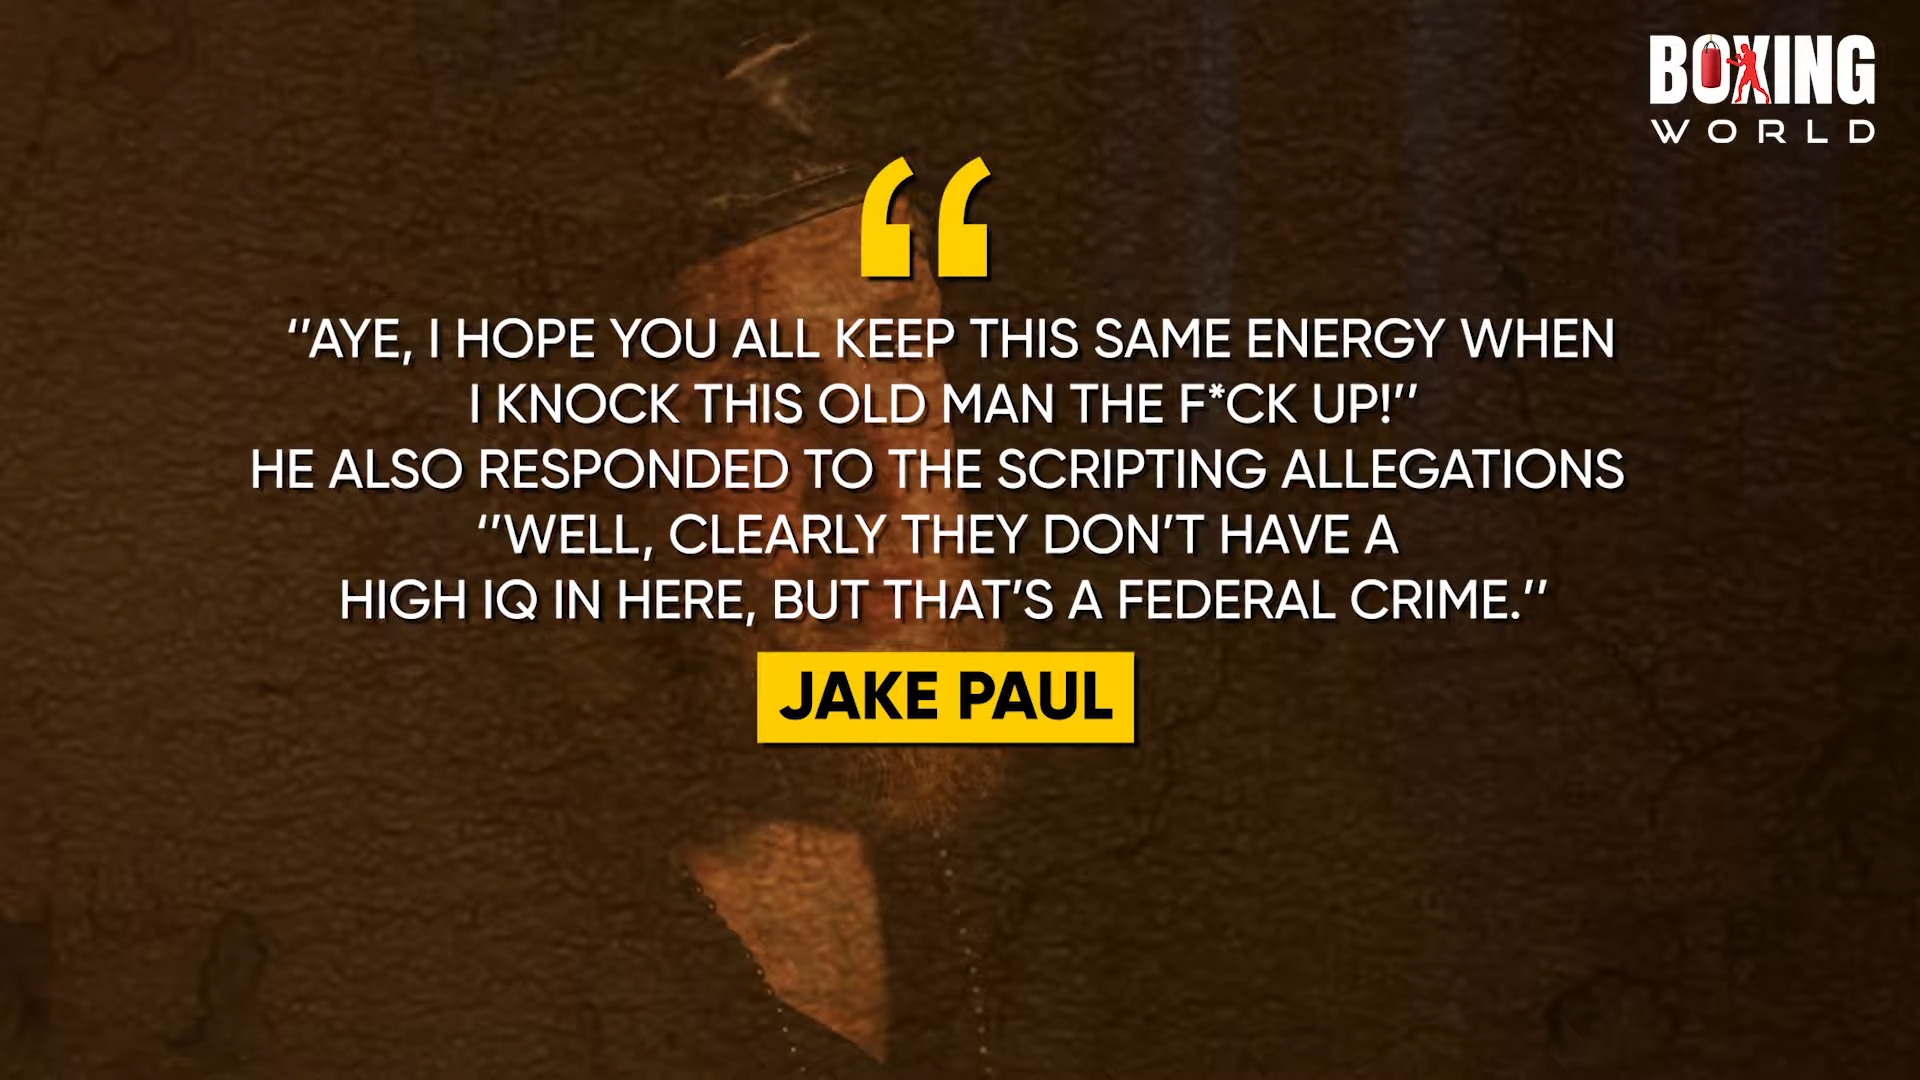 BOXING
WORLD
“
‘’AYE, I HOPE YOU ALL KEEP THIS SAME ENERGY WHEN
I KNOCK THIS OLD MAN THE F*CK UP!’’
HE ALSO RESPONDED TO THE SCRIPTING ALLEGATIONS
‘’WELL, CLEARLY THEY DON’T HAVE A
HIGH IQ IN HERE, BUT THAT’S A FEDERAL CRIME.’’
JAKE PAUL